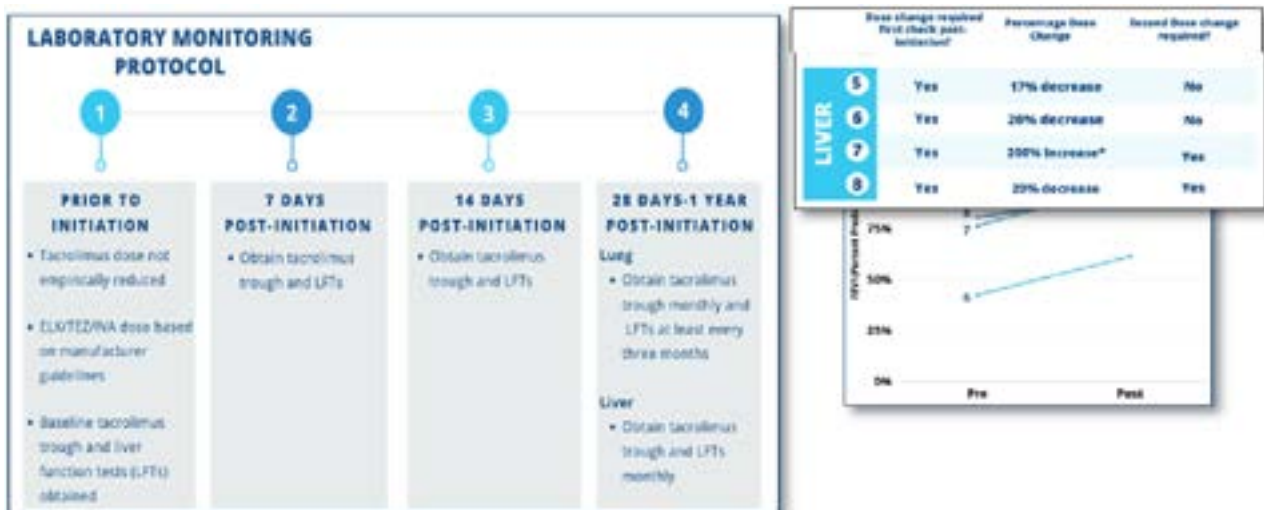 LABORATORY MONITORING
PROTOCOL
1
2
3
4
PRIOR TO
INITIATION
• Tacrolimus dose not
empirically reduced
• ELX/TEZ/IVA dose based
on manufacturer
guidelines
• Baseline tacrolimus
trough and liver
function tests (LFTs)
obtained
7 DAYS
POST-INITIATION
• Obtain tacrolimus
trough and LFTs
14 DAYS
POST-INITIATION
• Obtain tacrolimus
trough and LFTs
28 DAYS-1 YEAR
POST-INITIATION
Lung
• Obtain tacrolimus
trough monthly and
LFTs at least every
three months
Liver
• Obtain tacrolimus
trough and LFTs
monthly
Dose change required
first check post-
initiation?
Percentage Dose
Change
Second Dose change
required?
LIVER
5 Yes 17% decrease No
6 Yes decrease No
7 Yes increase* Yes
8 Yes decrease Yes
75%
50%
25%
0%
7
6
Pre
Post